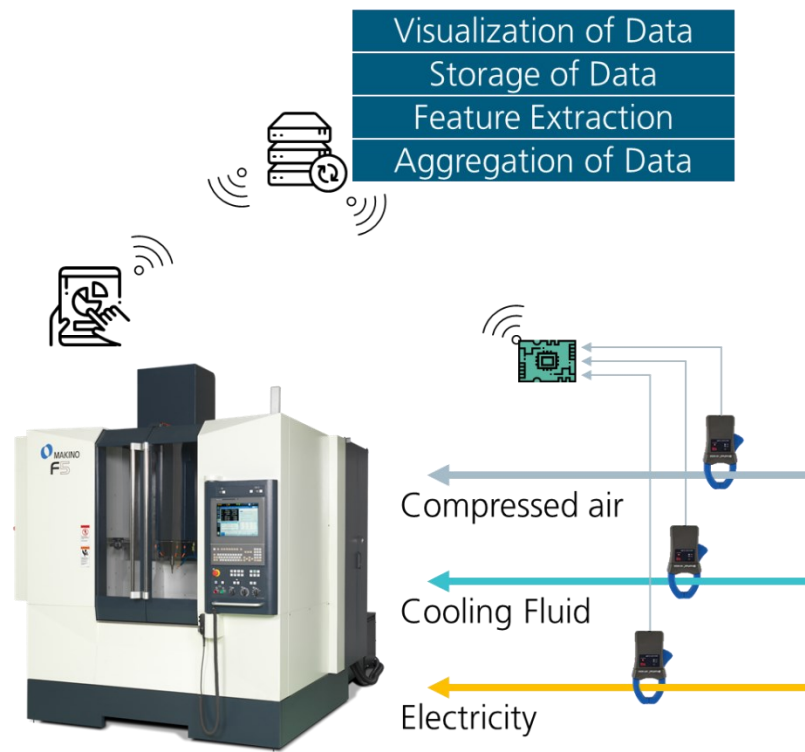 Visualization of Data
Storage of Data
Feature Extraction
Aggregation of Data
MAKINO
Compressed air
Cooling Fluid
Electricity